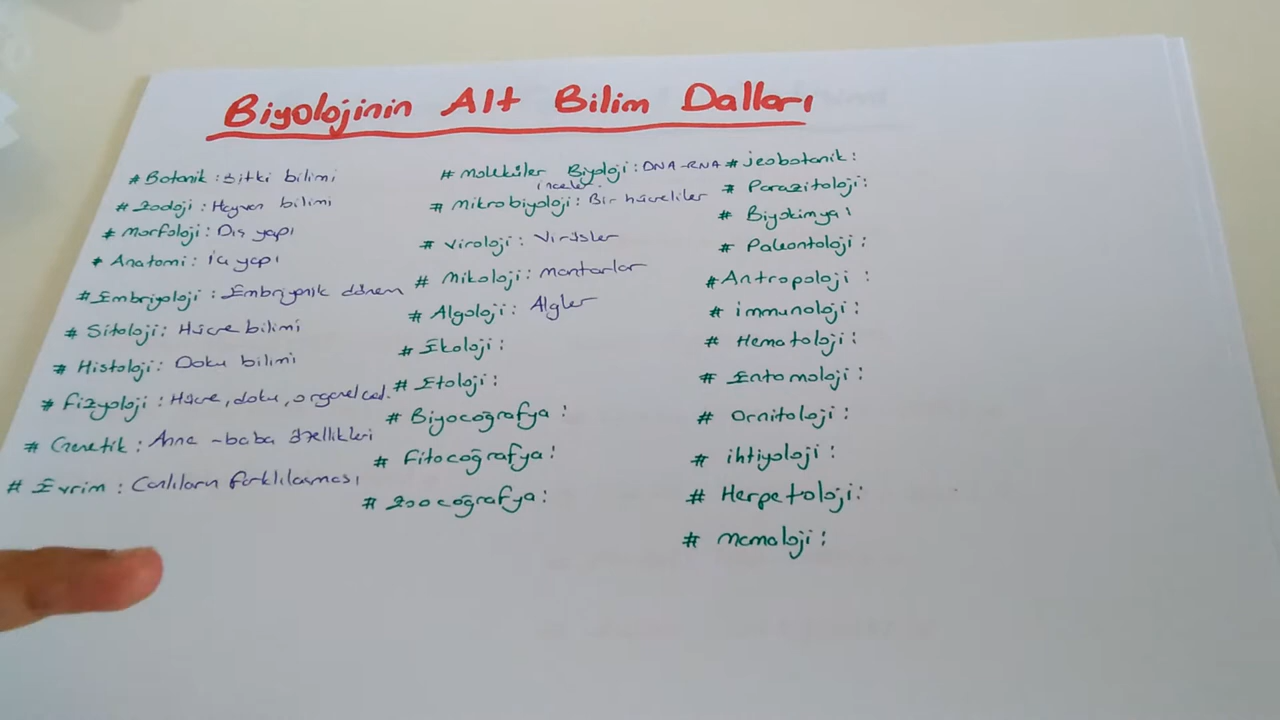 Biyolojinin Alt Bilim Dalları
# Botanik : Bitki bilimi
# Zooloji : Hayvan bilimi
# Morfoloji : Dış yapı
# Anatomi : iç yapı
# Embriyoloji : Embriyonik dönem
# Sitoloji : Hücre bilimi
# Histoloji : Doku bilimi
# Fizyoloji : Hücre, doku, organel çal.
# Genetik : Anne - baba özellikleri
# Evrim : Canlıların farklılaşması
# Moleküler Biyoloji : DNA-RNA
inceler.
# Mikrobiyoloji : Bir hücreliler
# Viroloji : Virüsler
# Mikoloji : mantarlar
# Algoloji : Algler
# Ekoloji :
# Etoloji :
# Biyocoğrafya :
# Fitocoğrafya :
# Zoocoğrafya :
# jeobotanik :
# Parazitoloji :
# Biyokimya :
# Paleontoloji :
# Antropoloji :
# immunoloji :
# Hematoloji :
# Entomoloji :
# Ornitoloji :
# ihtiyoloji :
# Herpetoloji :
# Mamaloji :